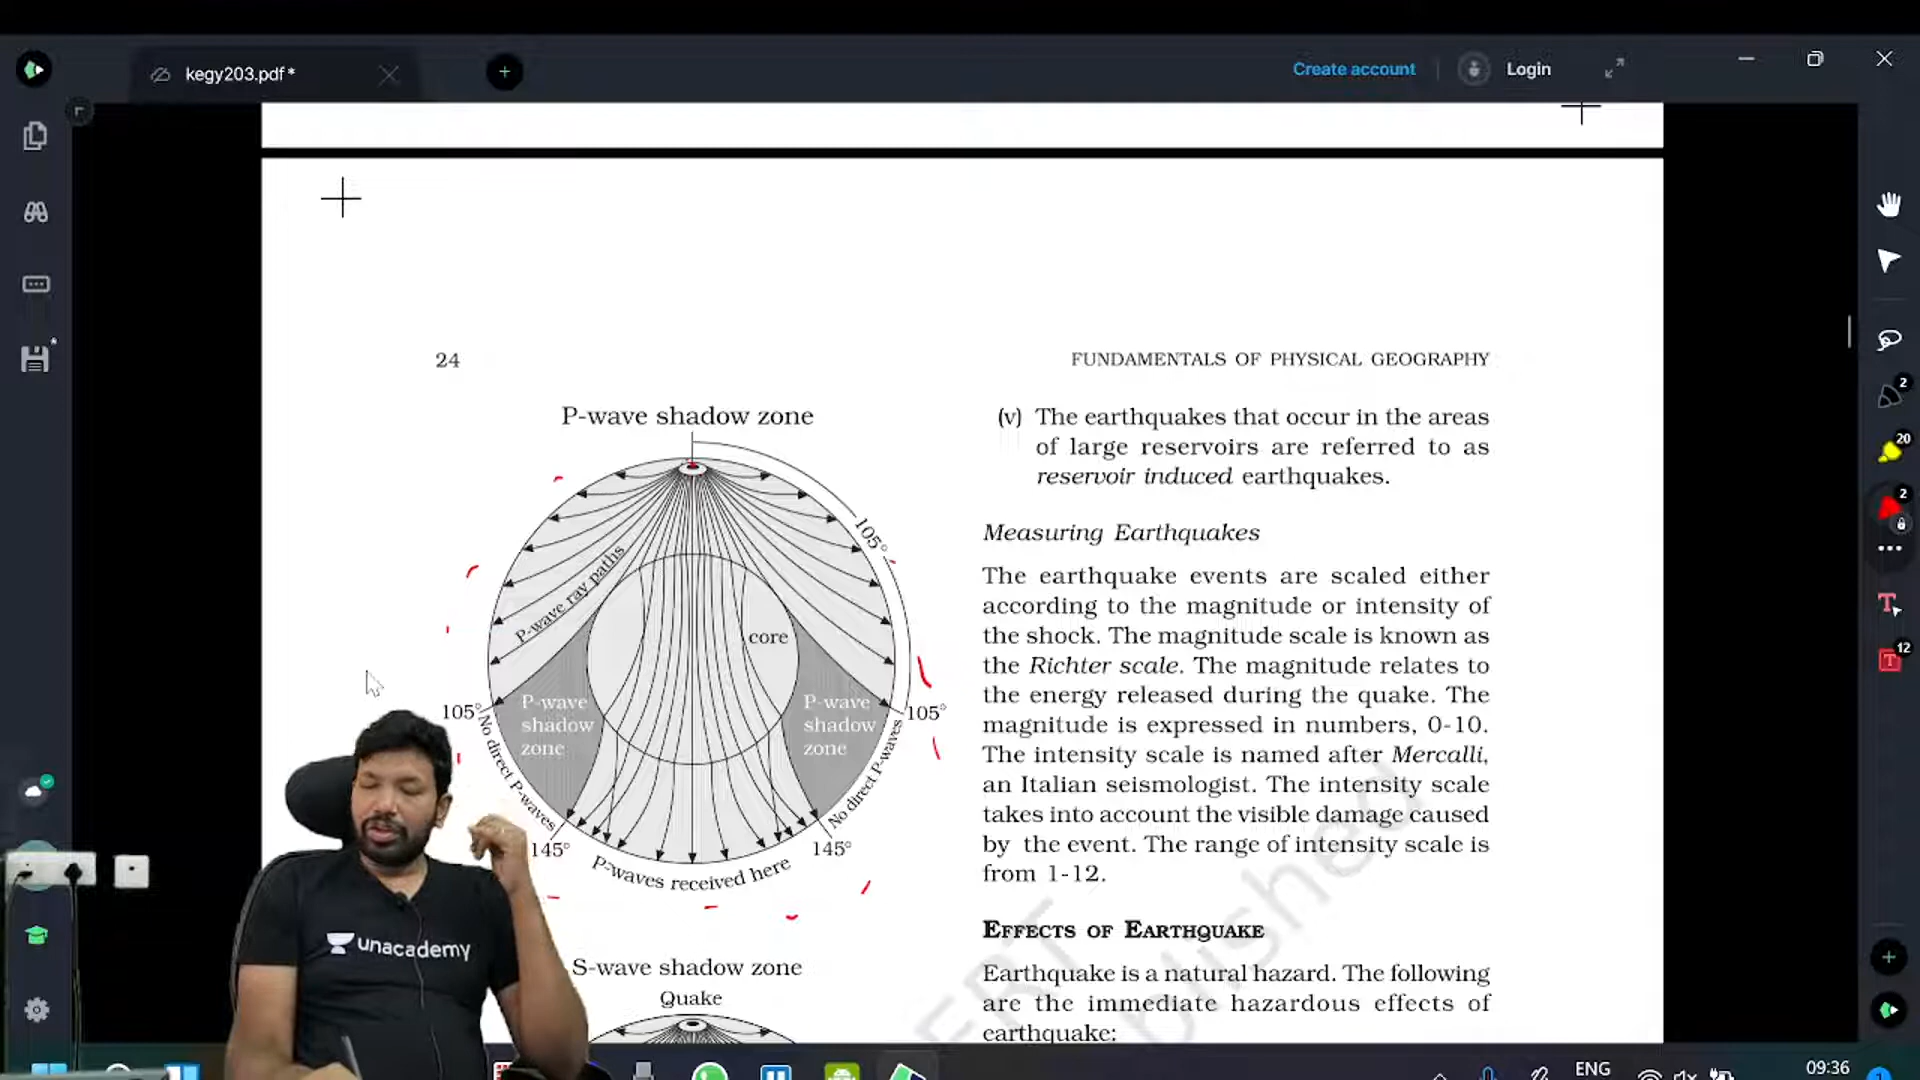 kegy203.pdf*
Create account
Login
24
FUNDAMENTALS OF PHYSICAL GEOGRAPHY
P-wave shadow zone
105°
P-wave ray paths
core
P-wave
shadow
zone
P-wave
shadow
zone
105°
105°
No direct P-waves
No direct P-waves
145°
145°
P-waves received here
S-wave shadow zone
Quake
(v) The earthquakes that occur in the areas
of large reservoirs are referred to as
reservoir induced earthquakes.
Measuring Earthquakes
The earthquake events are scaled either
according to the magnitude or intensity of
the shock. The magnitude scale is known as
the Richter scale. The magnitude relates to
the energy released during the quake. The
magnitude is expressed in numbers, 0-10.
The intensity scale is named after Mercalli,
an Italian seismologist. The intensity scale
takes into account the visible damage caused
by the event. The range of intensity scale is
from 1-12.
EFFECTS OF EARTHQUAKE
Earthquake is a natural hazard. The following
are the immediate hazardous effects of
earthquake:
unacademy
2
20
2
12
ENG
09:36